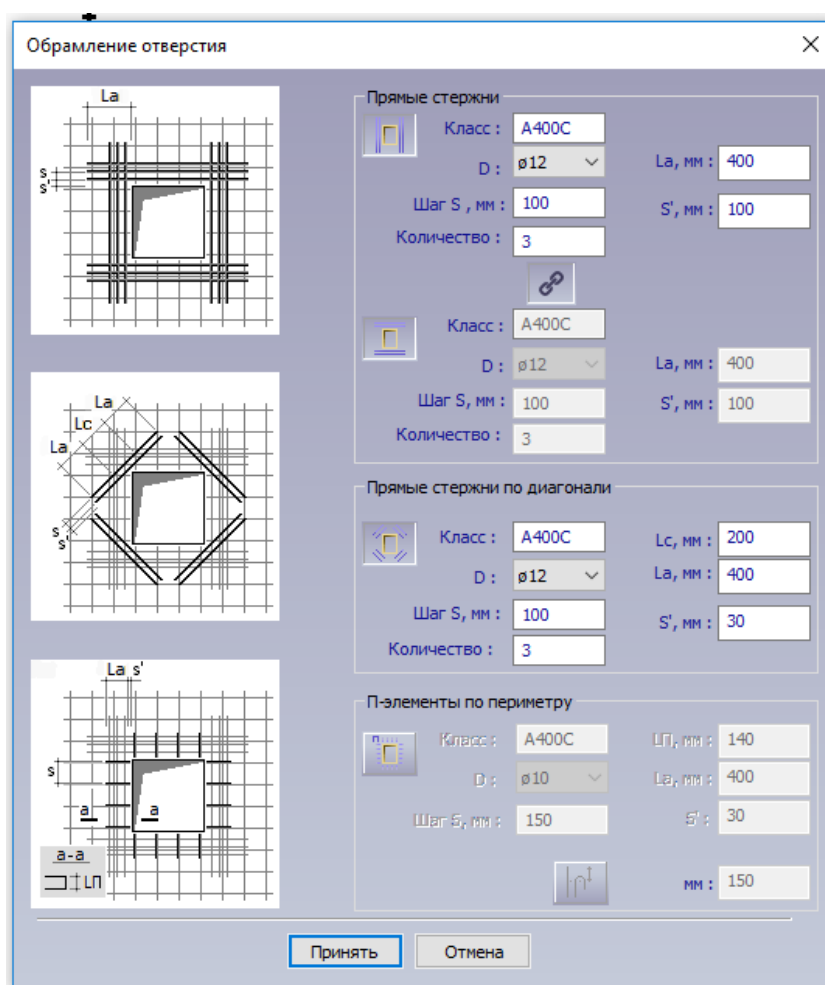 Обрамление отверстия
La
s
s'
Прямые стержни
Класс : A400C
D : ø12
La, мм : 400
Шаг S , мм : 100
S', мм : 100
Количество : 3
Класс : A400C
D : ø12
La, мм : 400
Шаг S, мм : 100
S', мм : 100
Количество : 3
La
Lc
La
s
s'
Прямые стержни по диагонали
Класс : A400C
Lc, мм : 200
D : ø12
La, мм : 400
Шаг S, мм : 100
S', мм : 30
Количество : 3
La s'
s
a a
a-a
LП
П-элементы по периметру
Класс : A400C
LП, мм : 140
D : ø10
La, мм : 400
Шаг S, мм : 150
S' : 30
мм : 150
Принять
Отмена